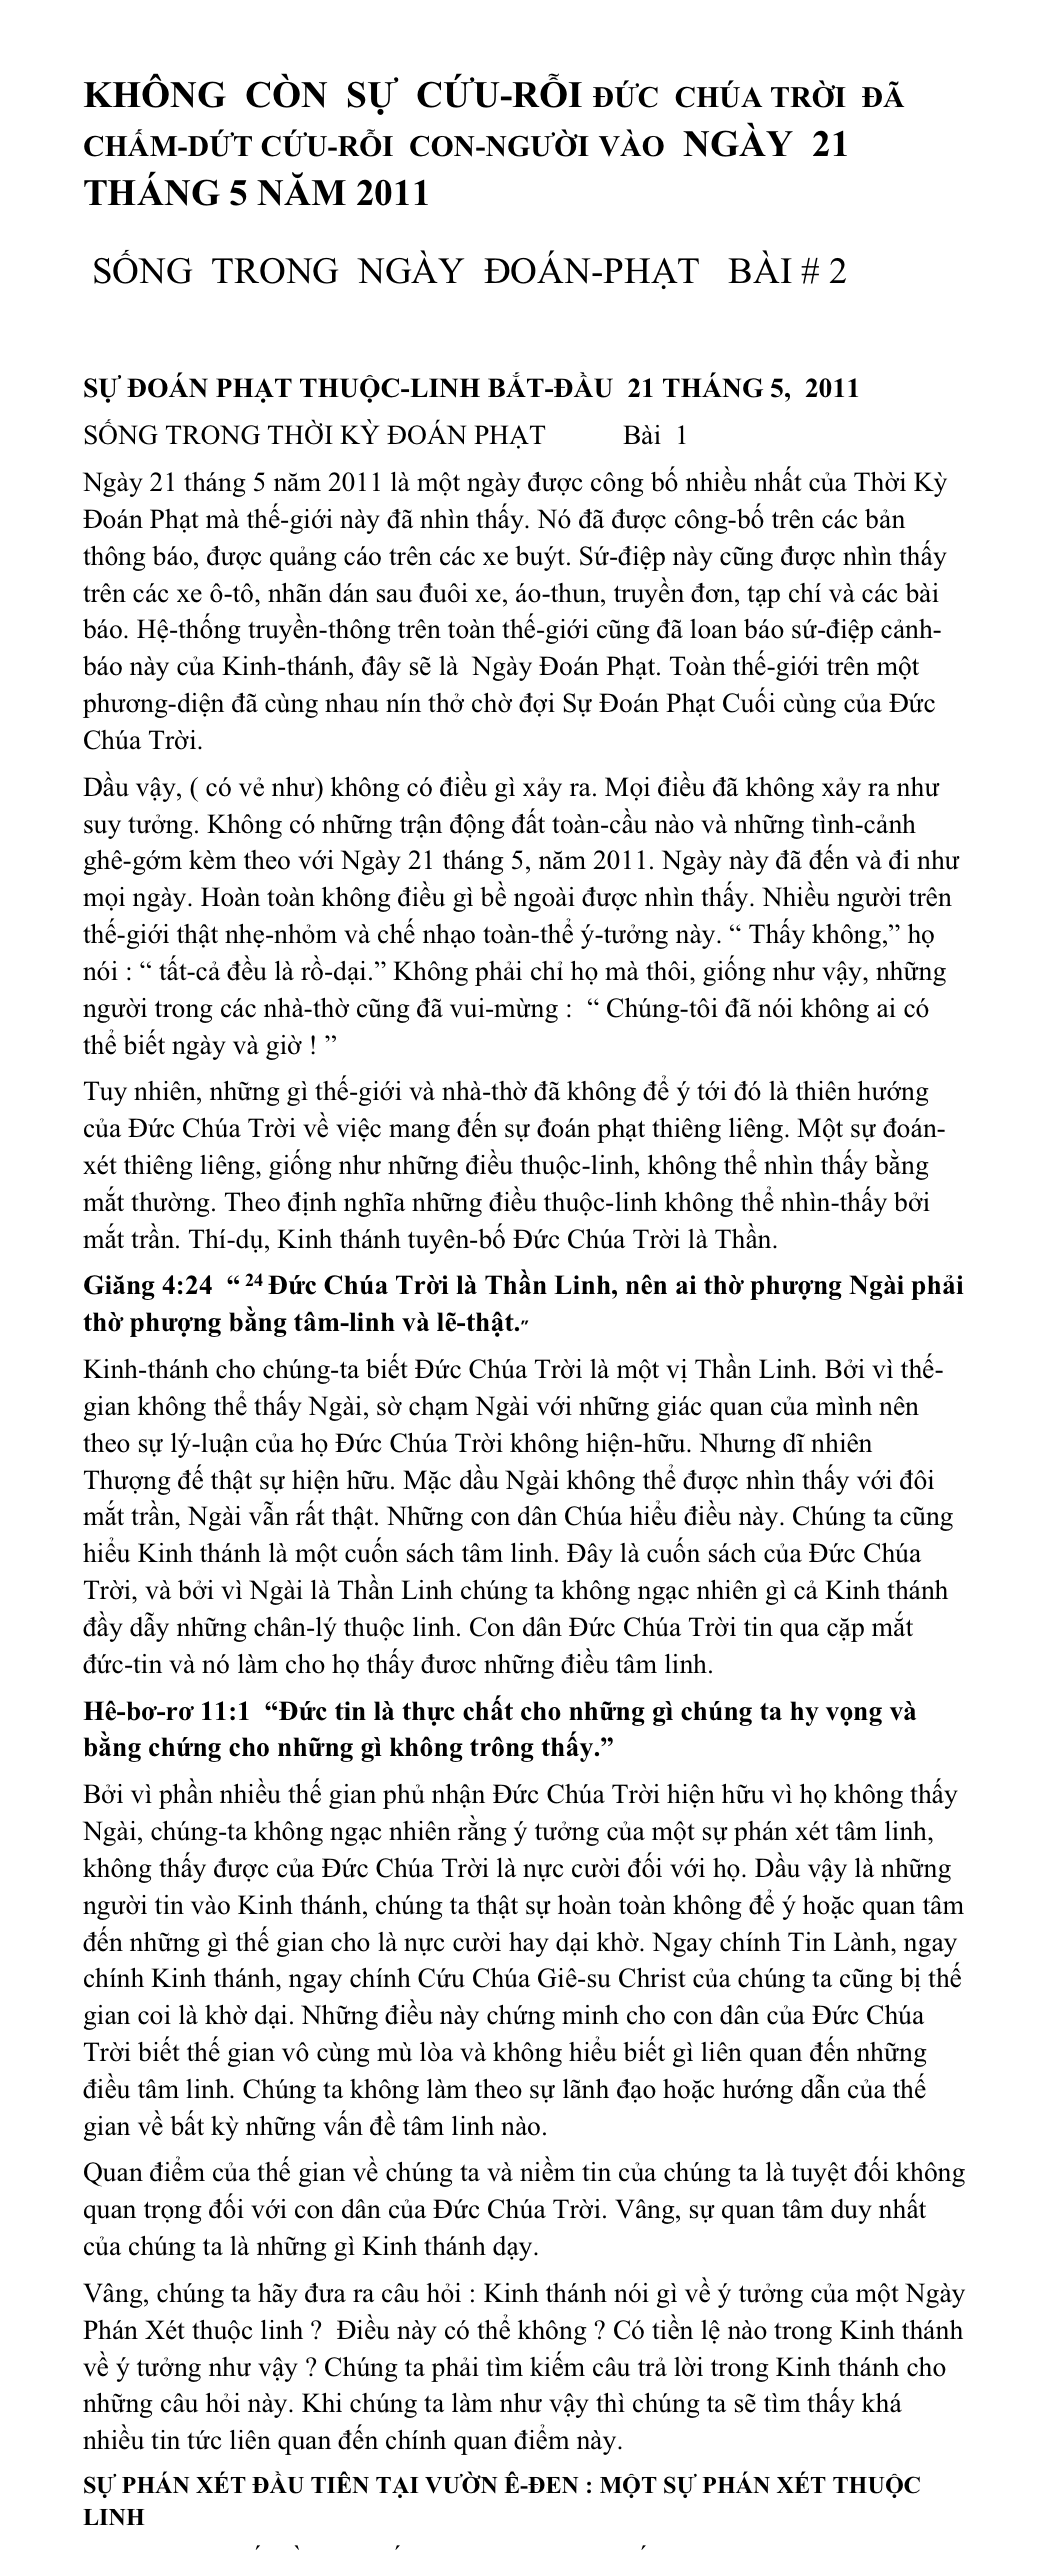 KHÔNG CÒN SỰ CỨU-RỖI ĐỨC CHÚA TRỜI ĐÃ
CHẤM-DỨT CỨU-RỖI CON-NGƯỜI VÀO NGÀY 21
THÁNG 5 NĂM 2011
SỐNG TRONG NGÀY ĐOÁN-PHẠT BÀI # 2
SỰ ĐOÁN PHẠT THUỘC-LINH BẮT-ĐẦU 21 THÁNG 5, 2011
SỐNG TRONG THỜI KỲ ĐOÁN PHẠT Bài 1
Ngày 21 tháng 5 năm 2011 là một ngày được công bố nhiều nhất của Thời Kỳ
Đoán Phạt mà thế-giới này đã nhìn thấy. Nó đã được công-bố trên các bản
thông báo, được quảng cáo trên các xe buýt. Sứ-điệp này cũng được nhìn thấy
trên các xe ô-tô, nhãn dán sau đuôi xe, áo-thun, truyền đơn, tạp chí và các bài
báo. Hệ-thống truyền-thông trên toàn thế-giới cũng đã loan báo sứ-điệp cảnh-
báo này của Kinh-thánh, đây sẽ là Ngày Đoán Phạt. Toàn thế-giới trên một
phương-diện đã cùng nhau nín thở chờ đợi Sự Đoán Phạt Cuối cùng của Đức
Chúa Trời.
Dầu vậy, ( có vẻ như) không có điều gì xảy ra. Mọi điều đã không xảy ra như
suy tưởng. Không có những trận động đất toàn-cầu nào và những tình-cảnh
ghê-gớm kèm theo với Ngày 21 tháng 5, năm 2011. Ngày này đã đến và đi như
mọi ngày. Hoàn toàn không điều gì bề ngoài được nhìn thấy. Nhiều người trên
thế-giới thật nhẹ-nhỏm và chế nhạo toàn-thể ý-tưởng này. “ Thấy không,” họ
nói : “ tất-cả đều là rồ-dại.” Không phải chỉ họ mà thôi, giống như vậy, những
người trong các nhà-thờ cũng đã vui-mừng : “ Chúng-tôi đã nói không ai có
thể biết ngày và giờ ! ”
Tuy nhiên, những gì thế-giới và nhà-thờ đã không để ý tới đó là thiên hướng
của Đức Chúa Trời về việc mang đến sự đoán phạt thiêng liêng. Một sự đoán-
xét thiêng liêng, giống như những điều thuộc-linh, không thể nhìn thấy bằng
mắt thường. Theo định nghĩa những điều thuộc-linh không thể nhìn-thấy bởi
mắt trần. Thí-dụ, Kinh thánh tuyên-bố Đức Chúa Trời là Thần.
Giăng 4:24 “ 24 Đức Chúa Trời là Thần Linh, nên ai thờ phượng Ngài phải
thờ phượng bằng tâm-linh và lẽ-thật.”
Kinh-thánh cho chúng-ta biết Đức Chúa Trời là một vị Thần Linh. Bởi vì thế-
gian không thể thấy Ngài, sờ chạm Ngài với những giác quan của mình nên
theo sự lý-luận của họ Đức Chúa Trời không hiện-hữu. Nhưng dĩ nhiên
Thượng đế thật sự hiện hữu. Mặc dầu Ngài không thể được nhìn thấy với đôi
mắt trần, Ngài vẫn rất thật. Những con dân Chúa hiểu điều này. Chúng ta cũng
hiểu Kinh thánh là một cuốn sách tâm linh. Đây là cuốn sách của Đức Chúa
Trời, và bởi vì Ngài là Thần Linh chúng ta không ngạc nhiên gì cả Kinh thánh
đầy dẫy những chân-lý thuộc linh. Con dân Đức Chúa Trời tin qua cặp mắt
đức-tin và nó làm cho họ thấy đươc những điều tâm linh.
Hê-bơ-rơ 11:1 “Đức tin là thực chất cho những gì chúng ta hy vọng và
bằng chứng cho những gì không trông thấy.”
Bởi vì phần nhiều thế gian phủ nhận Đức Chúa Trời hiện hữu vì họ không thấy
Ngài, chúng-ta không ngạc nhiên rằng ý tưởng của một sự phán xét tâm linh,
không thấy được của Đức Chúa Trời là nực cười đối với họ. Dầu vậy là những
người tin vào Kinh thánh, chúng ta thật sự hoàn toàn không để ý hoặc quan tâm
đến những gì thế gian cho là nực cười hay dại khờ. Ngay chính Tin Lành, ngay
chính Kinh thánh, ngay chính Cứu Chúa Giê-su Christ của chúng ta cũng bị thế
gian coi là khờ dại. Những điều này chứng minh cho con dân của Đức Chúa
Trời biết thế gian vô cùng mù lòa và không hiểu biết gì liên quan đến những
điều tâm linh. Chúng ta không làm theo sự lãnh đạo hoặc hướng dẫn của thế
gian về bất kỳ những vấn đề tâm linh nào.
Quan điểm của thế gian về chúng ta và niềm tin của chúng ta là tuyệt đối không
quan trọng đối với con dân của Đức Chúa Trời. Vâng, sự quan tâm duy nhất
của chúng ta là những gì Kinh thánh dạy.
Vâng, chúng ta hãy đưa ra câu hỏi : Kinh thánh nói gì về ý tưởng của một Ngày
Phán Xét thuộc linh ? Điều này có thể không ? Có tiền lệ nào trong Kinh thánh
về ý tưởng như vậy ? Chúng ta phải tìm kiếm câu trả lời trong Kinh thánh cho
những câu hỏi này. Khi chúng ta làm như vậy thì chúng ta sẽ tìm thấy khá
nhiều tin tức liên quan đến chính quan điểm này.
SỰ PHÁN XÉT ĐẦU TIÊN TẠI VƯỜN Ê-ĐEN : MỘT SỰ PHÁN XÉT THUỘC
LINH